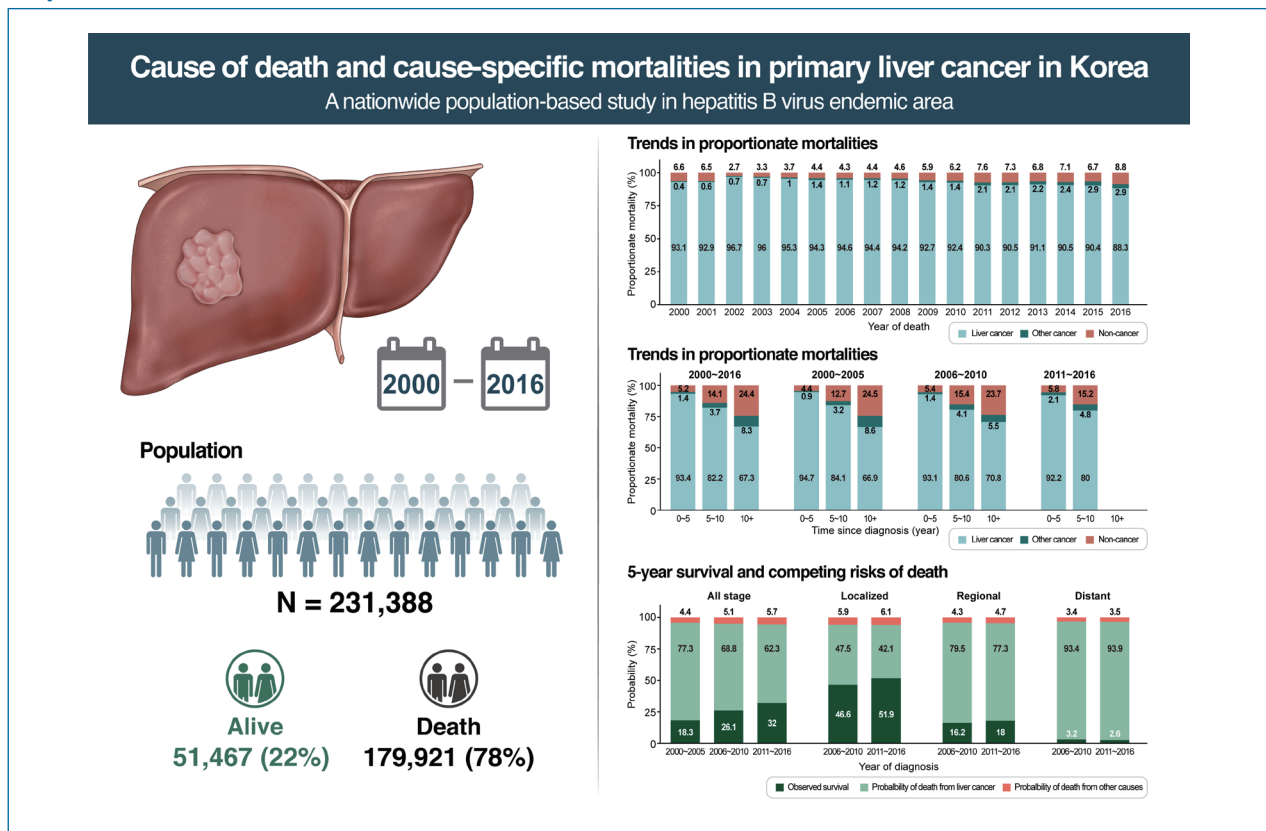 Cause of death and cause-specific mortalities in primary liver cancer in Korea
A nationwide population-based study in hepatitis B virus endemic area
2000 – 2016
Population
N = 231,388
Alive
51,467 (22%)
Death
179,921 (78%)
Trends in proportionate mortalities
Proportionate mortality (%)
100
75
50
25
0
6.6 6.5 2.7 3.3 3.7 4.4 4.3 4.4 4.6 5.9 6.2 7.6 7.3 6.8 7.1 6.7 8.8
0.4 0.6 0.7 0.7 1 1.4 1.1 1.2 1.2 1.4 1.4 2.1 2.1 2.2 2.4 2.9 2.9
93.1 92.9 96.7 96 95.3 94.3 94.6 94.4 94.2 92.7 92.4 90.3 90.5 91.1 90.5 90.4 88.3
2000 2001 2002 2003 2004 2005 2006 2007 2008 2009 2010 2011 2012 2013 2014 2015 2016
Year of death
Liver cancer Other cancer Non-cancer
Trends in proportionate mortalities
Proportionate mortality (%)
100
75
50
25
0
2000~2016 2000~2005 2006~2010 2011~2016
5.2 14.1 24.4 4.4 12.7 24.5 5.4 15.4 23.7 5.8 15.2
1.4 3.7 8.3 0.9 3.2 8.6 1.4 4.1 5.5 2.1 4.8
93.4 82.2 67.3 94.7 84.1 66.9 93.1 80.6 70.8 92.2 80
0~5 5~10 10+ 0~5 5~10 10+ 0~5 5~10 10+ 0~5 5~10 10+
Time since diagnosis (year)
Liver cancer Other cancer Non-cancer
5-year survival and competing risks of death
Probability (%)
100
75
50
25
0
All stage Localized Regional Distant
4.4 5.1 5.7 5.9 6.1 4.3 4.7 3.4 3.5
77.3 68.8 62.3 47.5 42.1 79.5 77.3 93.4 93.9
18.3 26.1 32 46.6 51.9 16.2 18 3.2 2.6
2000~2005 2006~2010 2011~2016 2006~2010 2011~2016 2006~2010 2011~2016 2006~2010 2011~2016
Year of diagnosis
Observed survival Probalbility of death from liver cancer Probalbility of death from other causes